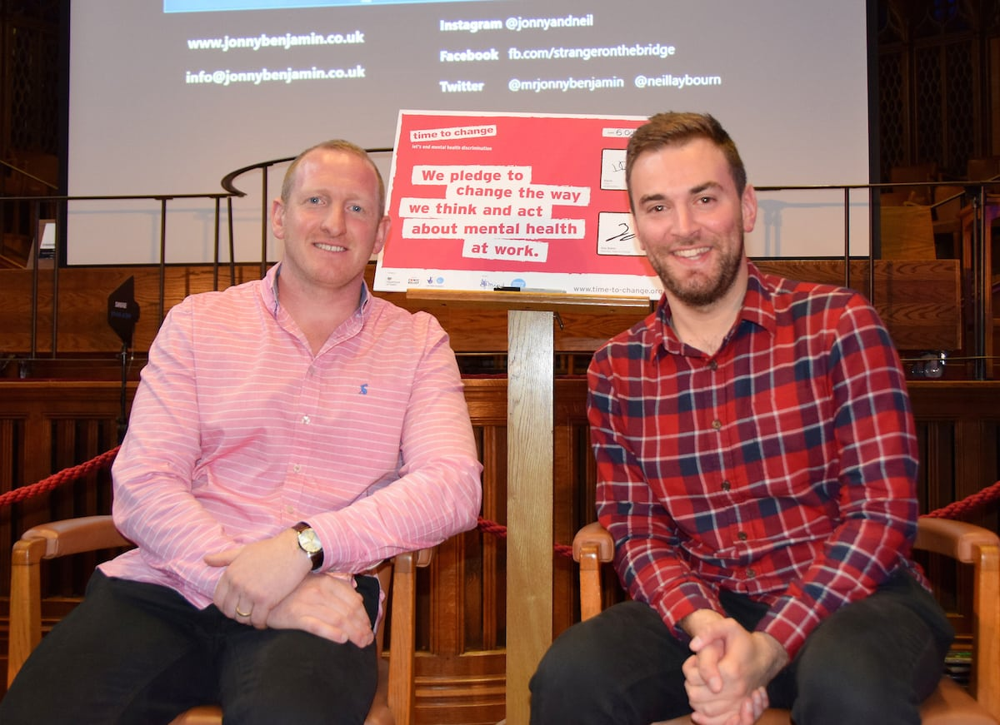 www.jonnybenjamin.co.uk
info@jonnybenjamin.co.uk
Instagram @jonnyandneil
Facebook fb.com/strangeronthebridge
Twitter @mrjonnybenjamin @neillaybourn
time to change
let's end mental health discrimination
We pledge to
change the way
we think and act
about mental health
at work.
www.time-to-change.org